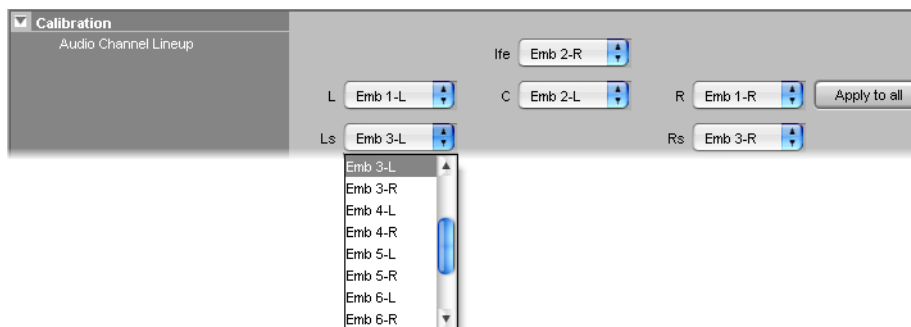 Calibration
Audio Channel Lineup
lfe Emb 2-R
L Emb 1-L C Emb 2-L R Emb 1-R Apply to all
Ls Emb 3-L Rs Emb 3-R
Emb 3-L
Emb 3-R
Emb 4-L
Emb 4-R
Emb 5-L
Emb 5-R
Emb 6-L
Emb 6-R